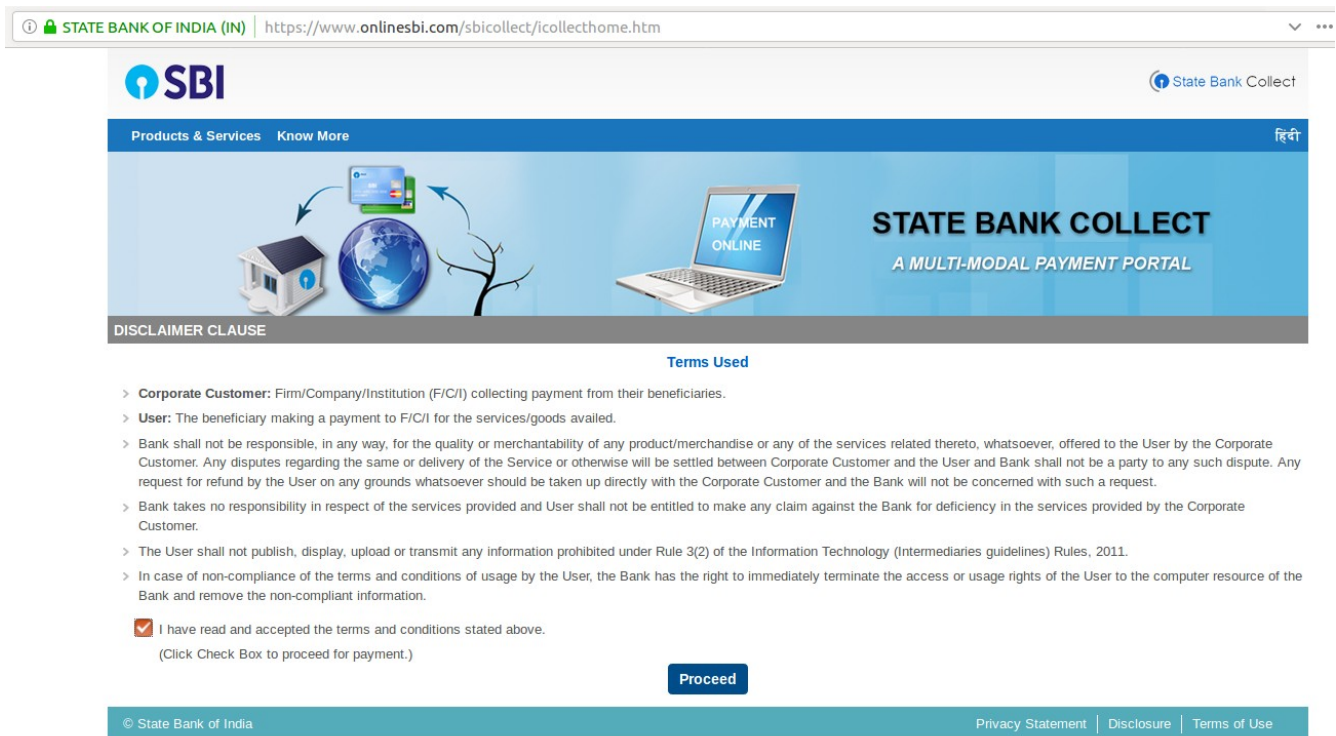 STATE BANK OF INDIA (IN) https://www.onlinesbi.com/sbicollect/icollecthome.htm
SBI
State Bank Collect
Products & Services Know More हिंदी
PAYMENT
ONLINE
STATE BANK COLLECT
A MULTI-MODAL PAYMENT PORTAL
DISCLAIMER CLAUSE
Terms Used
Corporate Customer: Firm/Company/Institution (F/C/I) collecting payment from their beneficiaries.
User: The beneficiary making a payment to F/C/I for the services/goods availed.
Bank shall not be responsible, in any way, for the quality or merchantability of any product/merchandise or any of the services related thereto, whatsoever, offered to the User by the Corporate
Customer. Any disputes regarding the same or delivery of the Service or otherwise will be settled between Corporate Customer and the User and Bank shall not be a party to any such dispute. Any
request for refund by the User on any grounds whatsoever should be taken up directly with the Corporate Customer and the Bank will not be concerned with such a request.
Bank takes no responsibility in respect of the services provided and User shall not be entitled to make any claim against the Bank for deficiency in the services provided by the Corporate
Customer.
The User shall not publish, display, upload or transmit any information prohibited under Rule 3(2) of the Information Technology (Intermediaries guidelines) Rules, 2011.
In case of non-compliance of the terms and conditions of usage by the User, the Bank has the right to immediately terminate the access or usage rights of the User to the computer resource of the
Bank and remove the non-compliant information.
I have read and accepted the terms and conditions stated above.
(Click Check Box to proceed for payment.)
Proceed
© State Bank of India Privacy Statement | Disclosure | Terms of Use